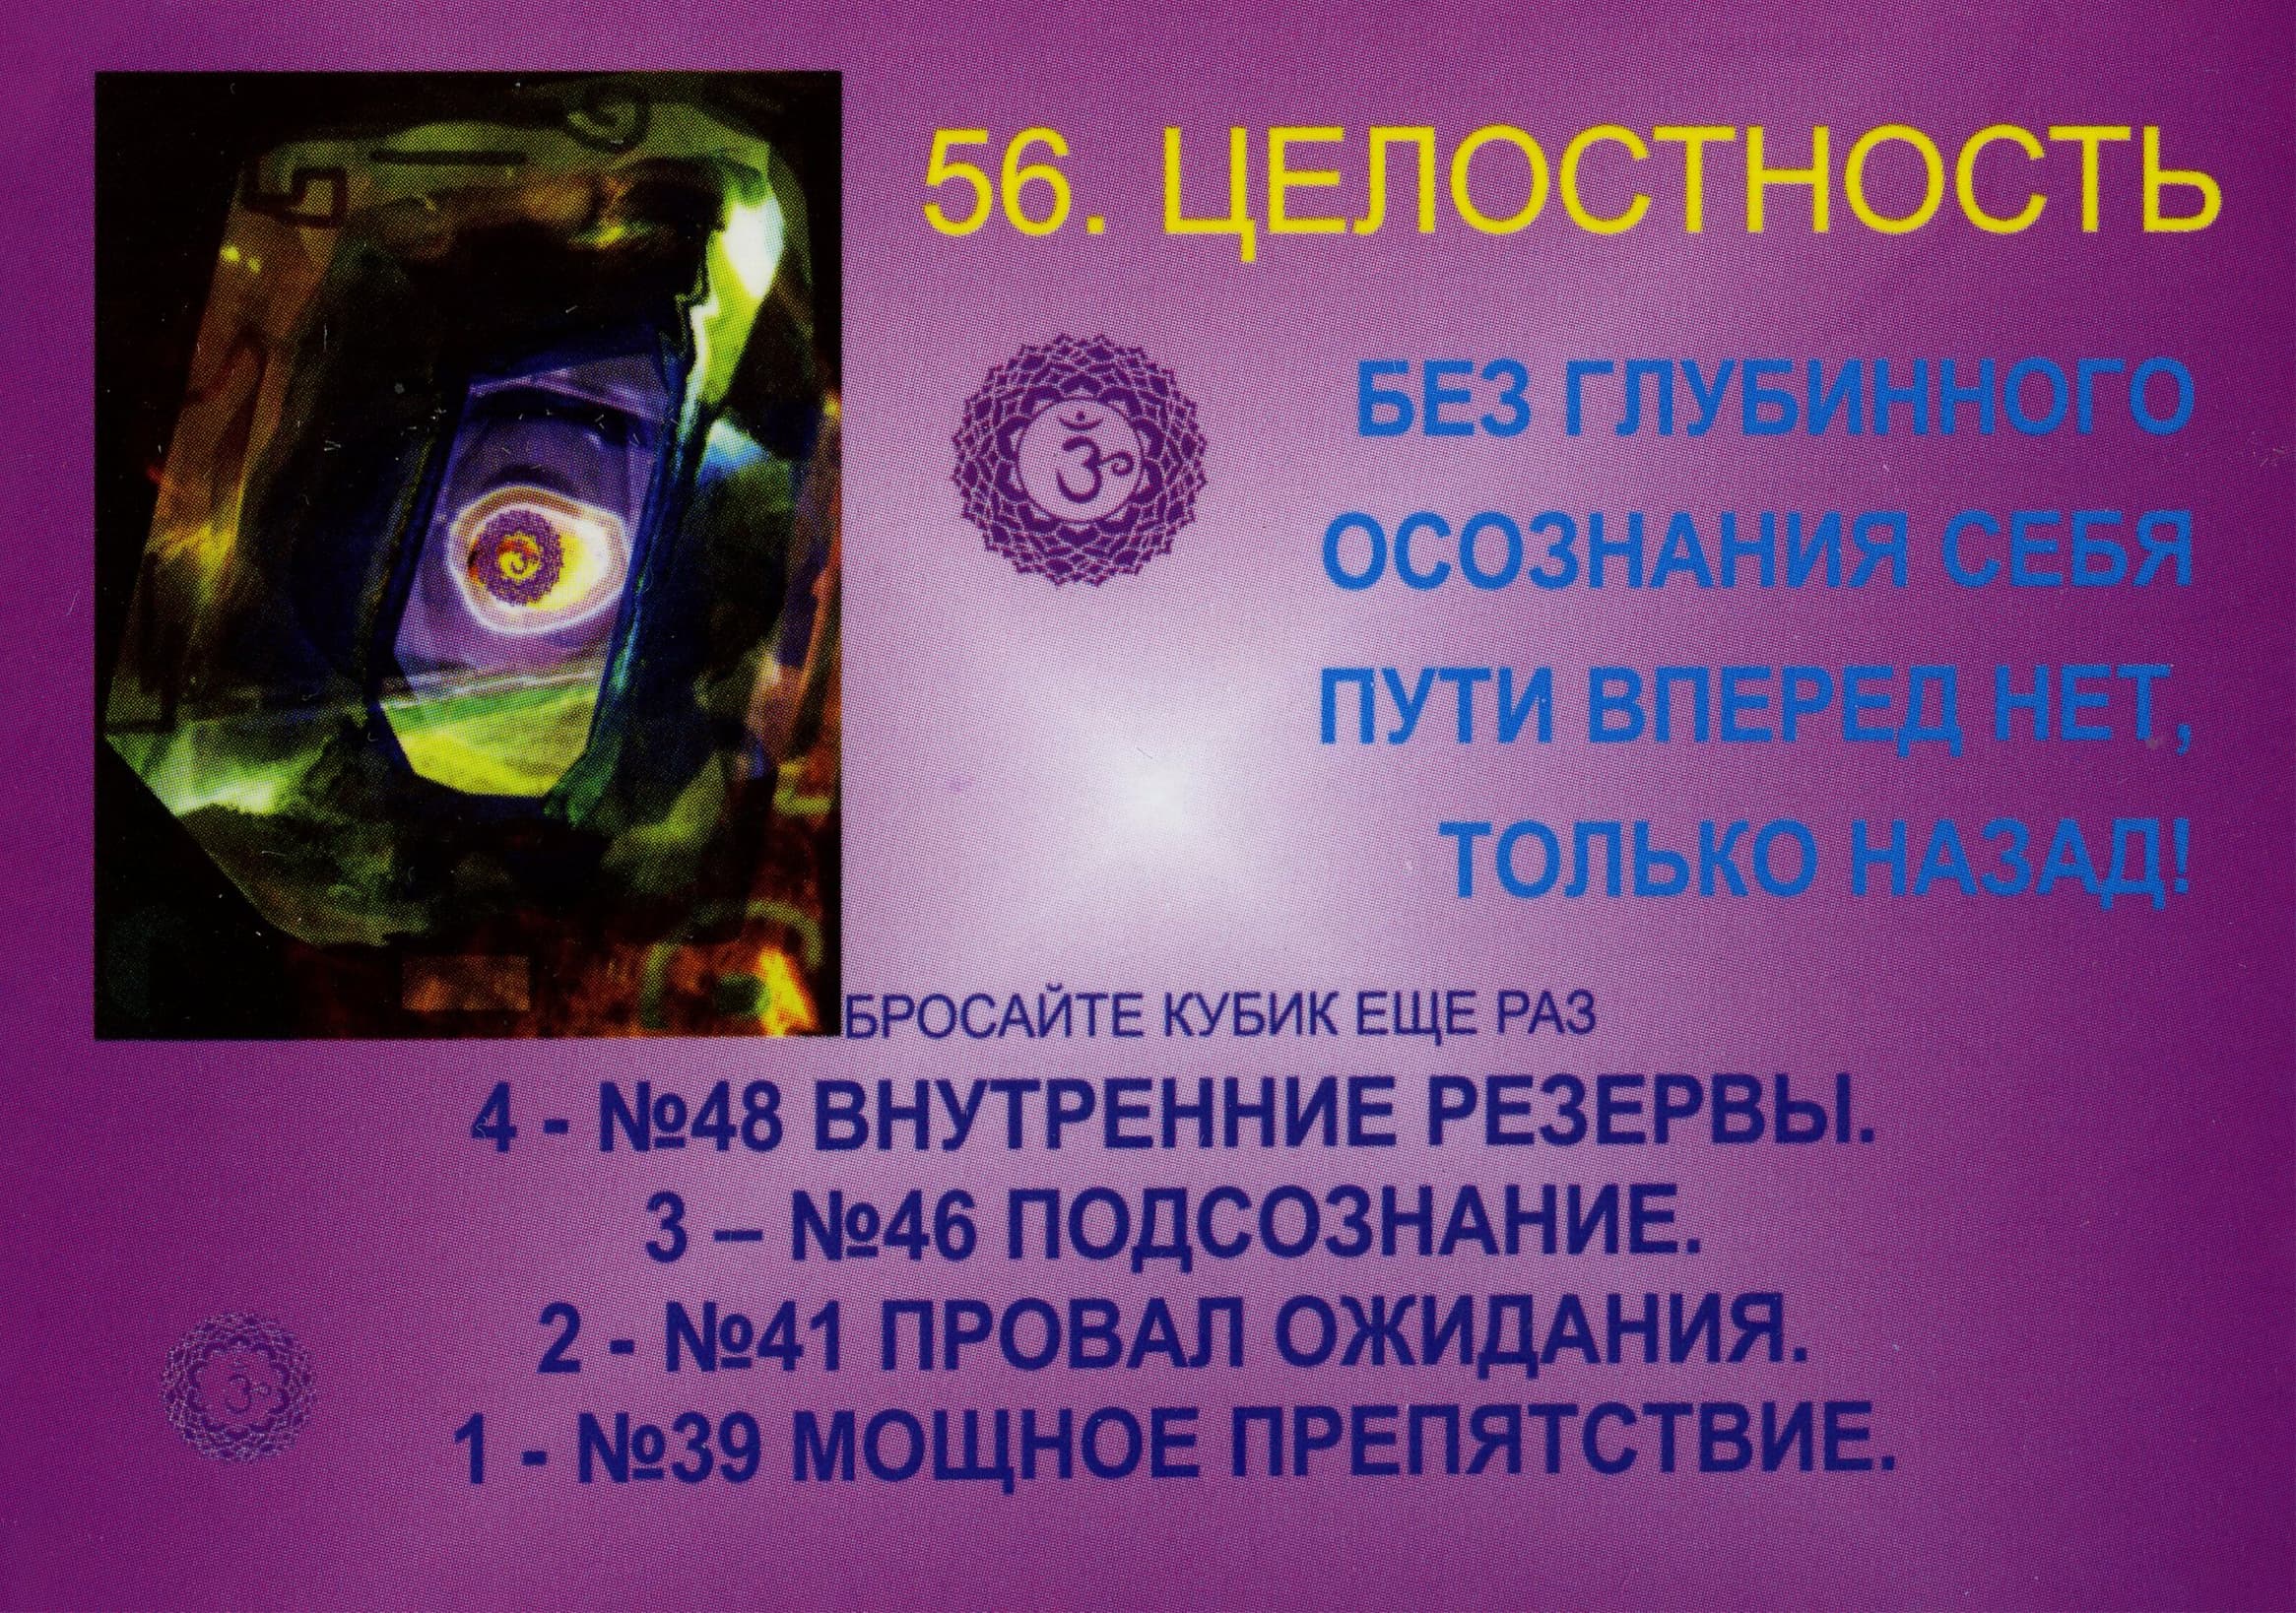 56. ЦЕЛОСТНОСТЬ
БЕЗ ГЛУБИННОГО
ОСОЗНАНИЯ СЕБЯ
ПУТИ ВПЕРЕД НЕТ,
ТОЛЬКО НАЗАД!
БРОСАЙТЕ КУБИК ЕЩЕ РАЗ
4 - №48 ВНУТРЕННИЕ РЕЗЕРВЫ.
3 – №46 ПОДСОЗНАНИЕ.
2 - №41 ПРОВАЛ ОЖИДАНИЯ.
1 - №39 МОЩНОЕ ПРЕПЯТСТВИЕ.